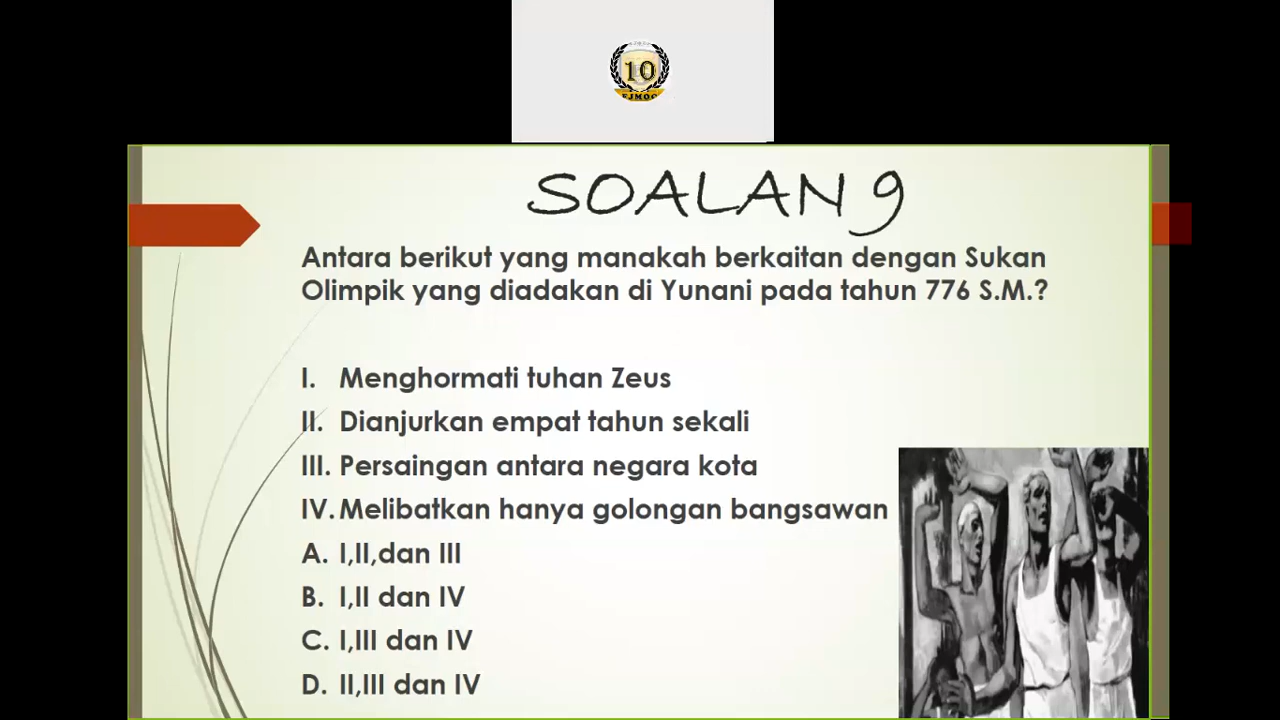 10
EJMOC
SOALAN 9
Antara berikut yang manakah berkaitan dengan Sukan
Olimpik yang diadakan di Yunani pada tahun 776 S.M.?
I. Menghormati tuhan Zeus
II. Dianjurkan empat tahun sekali
III. Persaingan antara negara kota
IV. Melibatkan hanya golongan bangsawan
A. I,II,dan III
B. I,II dan IV
C. I,III dan IV
D. II,III dan IV